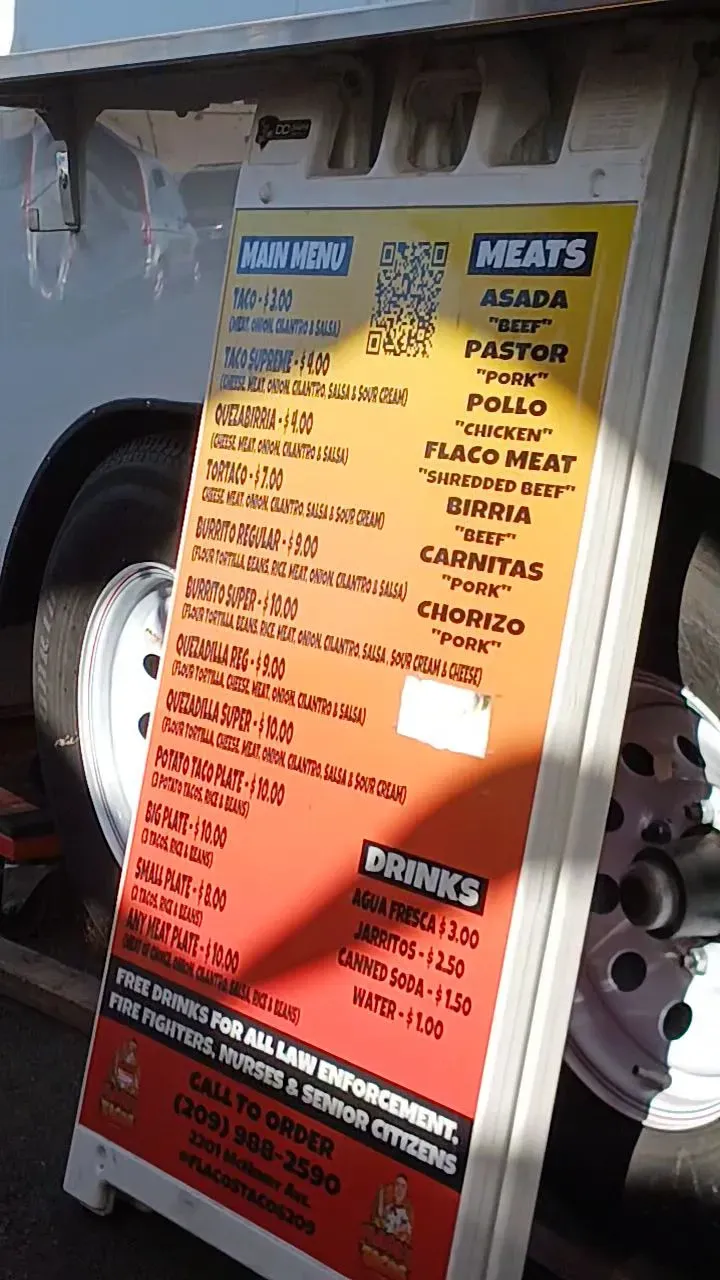 MAIN MENU
TACO - $3.00
(MEAT, ONION, CILANTRO & SALSA)
TACO SUPREME - $4.00
(CHEESE, MEAT, ONION, CILANTRO, SALSA & SOUR CREAM)
QUEZABIRRIA - $4.00
(CHEESE, MEAT, ONION, CILANTRO & SALSA)
TORTACO - $7.00
CHEESE, MEAT, ONION, CILANTRO, SALSA & SOUR CREAM)
BURRITO REGULAR - $9.00
(FLOUR TORTILLA, BEANS, RICE, MEAT, ONION, CILANTRO & SALSA)
BURRITO SUPER - $10.00
(FLOUR TORTILLA, BEANS, RICE, MEAT, ONION, CILANTRO, SALSA, SOUR CREAM & CHEESE)
QUEZADILLA REG - $9.00
(FLOUR TORTILLA, CHEESE, MEAT, ONION, CILANTRO & SALSA)
QUEZADILLA SUPER - $10.00
(FLOUR TORTILLA, CHEESE, MEAT, ONION, CILANTRO, SALSA & SOUR CREAM)
POTATO TACO PLATE - $10.00
(3 POTATO TACOS, RICE & BEANS)
BIG PLATE - $10.00
(3 TACOS, RICE & BEANS)
SMALL PLATE - $8.00
(2 TACOS, RICE & BEANS)
ANY MEAT PLATE - $10.00
(MEAT OF CHOICE, ONION, CILANTRO, SALSA, RICE & BEANS)
MEATS
ASADA
"BEEF"
PASTOR
"PORK"
POLLO
"CHICKEN"
FLACO MEAT
"SHREDDED BEEF"
BIRRIA
"BEEF"
CARNITAS
"PORK"
CHORIZO
"PORK"
DRINKS
AGUA FRESCA $3.00
JARRITOS - $2.50
CANNED SODA - $1.50
WATER - $1.00
FREE DRINKS FOR ALL LAW ENFORCEMENT,
FIRE FIGHTERS, NURSES & SENIOR CITIZENS
CALL TO ORDER
(209) 988-2590
2201 McHenry Ave.
@FLACOSTACOS209